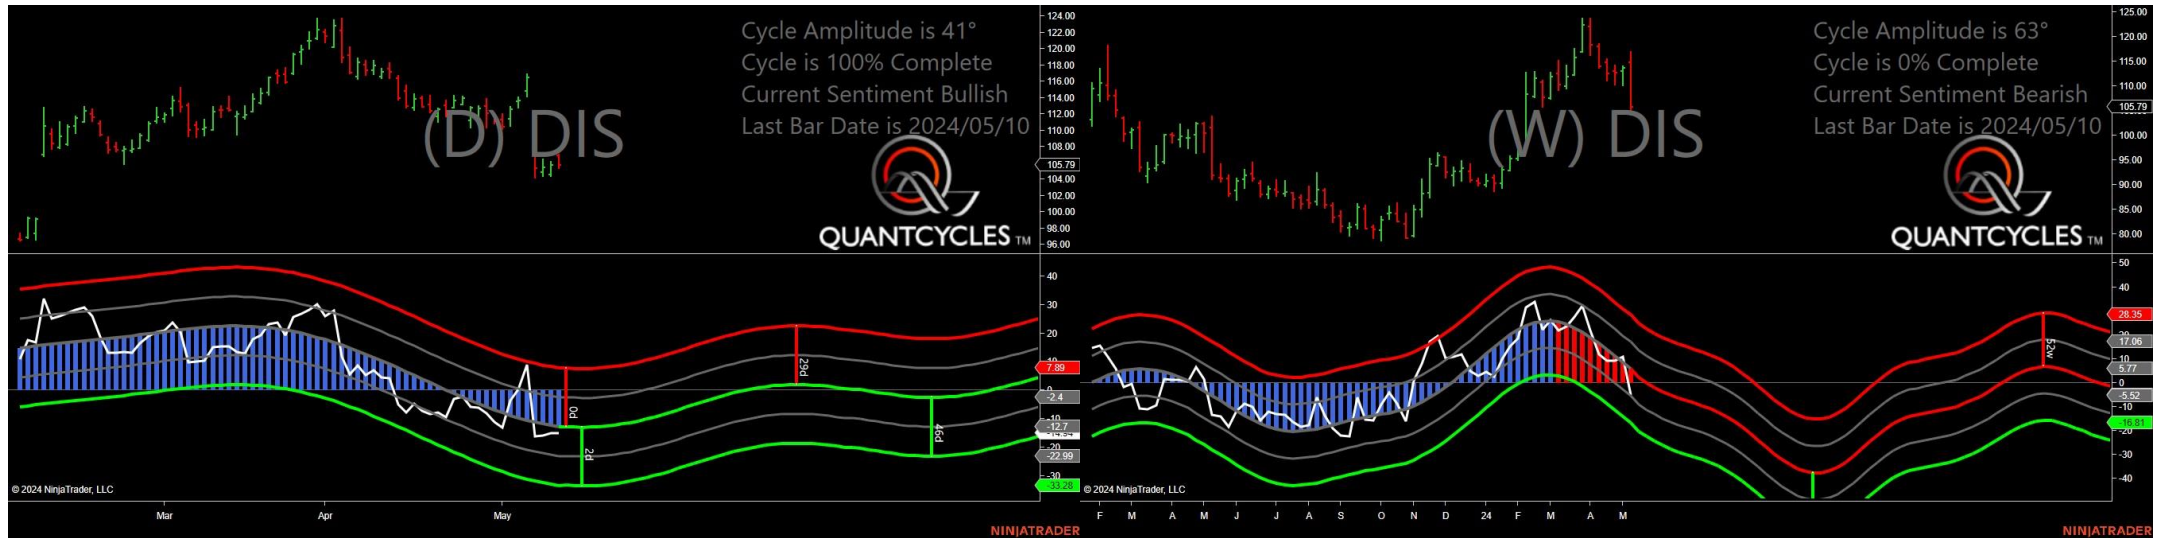 Cycle Amplitude is 41°
Cycle is 100% Complete
Current Sentiment Bullish
Last Bar Date is 2024/05/10
(D) DIS
QUANTCYCLES TM
124.00
122.00
120.00
118.00
116.00
114.00
112.00
110.00
108.00
105.79
104.00
102.00
100.00
98.00
96.00
40
30
20
10
7.89
0
-2.4
-10
-12.7
-14.94
-20
-22.99
-30
-33.28
0d
2d
29d
46d
© 2024 NinjaTrader, LLC
Mar
Apr
May
NINJATRADER
Cycle Amplitude is 63°
Cycle is 0% Complete
Current Sentiment Bearish
Last Bar Date is 2024/05/10
(W) DIS
QUANTCYCLES TM
125.00
120.00
115.00
110.00
105.79
100.00
95.00
90.00
85.00
80.00
50
40
28.35
20
17.06
10
5.77
0
-5.52
-10
-16.81
-20
-30
-40
52w
© 2024 NinjaTrader, LLC
F
M
A
M
J
J
A
S
O
N
D
24
F
M
A
M
NINJATRADER